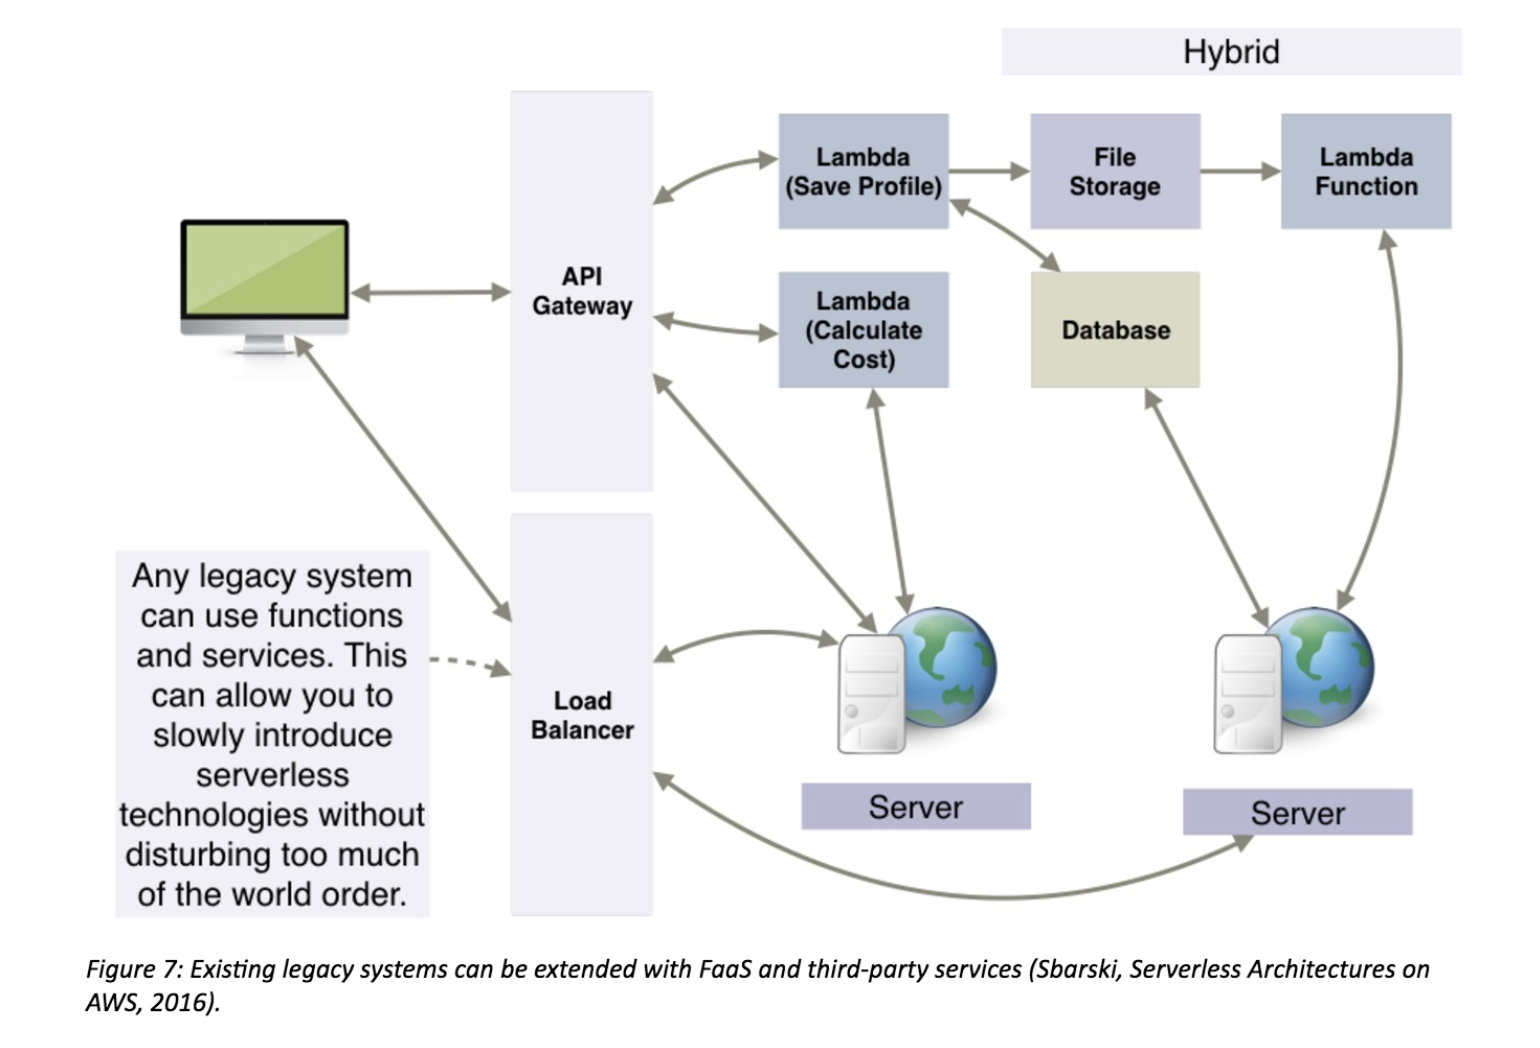 Hybrid
Lambda
(Save Profile)
File
Storage
Lambda
Function
API
Gateway
Lambda
(Calculate
Cost)
Database
Any legacy system
can use functions
and services. This
can allow you to
slowly introduce
serverless
technologies without
disturbing too much
of the world order.
Load
Balancer
Server
Server
Figure 7: Existing legacy systems can be extended with FaaS and third-party services (Sbarski, Serverless Architectures on
AWS, 2016).